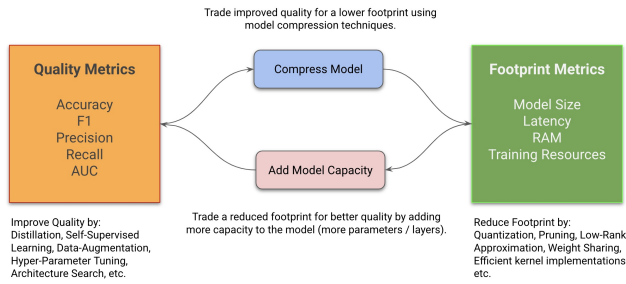 Trade improved quality for a lower footprint using
model compression techniques.
Quality Metrics
Accuracy
F1
Precision
Recall
AUC
Compress Model
Add Model Capacity
Footprint Metrics
Model Size
Latency
RAM
Training Resources
Improve Quality by:
Distillation, Self-Supervised
Learning, Data-Augmentation,
Hyper-Parameter Tuning,
Architecture Search, etc.
Trade a reduced footprint for better quality by adding
more capacity to the model (more parameters / layers).
Reduce Footprint by:
Quantization, Pruning, Low-Rank
Approximation, Weight Sharing,
Efficient kernel implementations
etc.